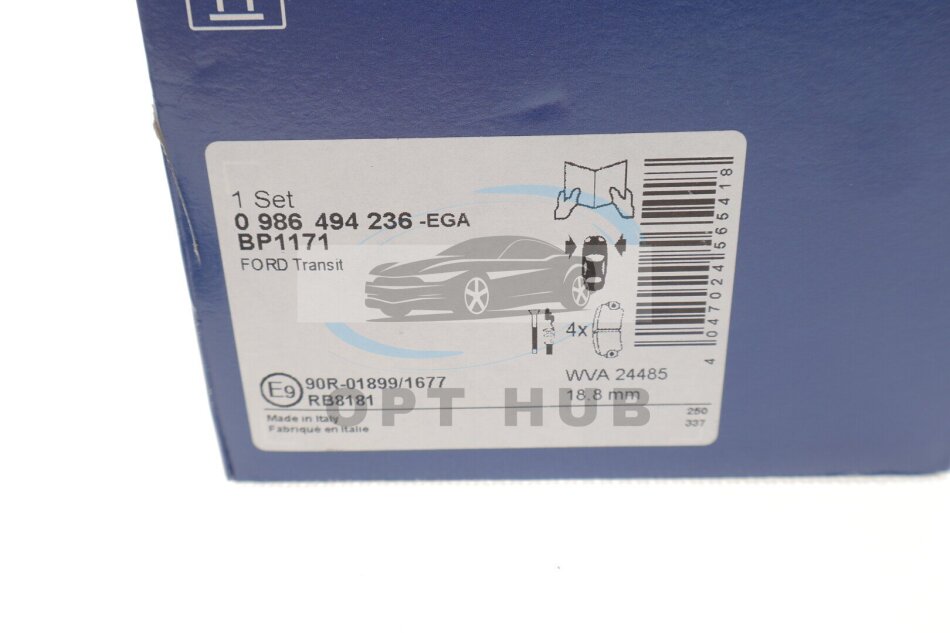 1 Set
0 986 494 236 -EGA
BP1171
FORD Transit
4x
E9
90R-01899/1677
RB8181
WVA 24485
18,8 mm
Made in Italy
Fabriqué en Italie
250
337
4 047024 565418
OPT HUB